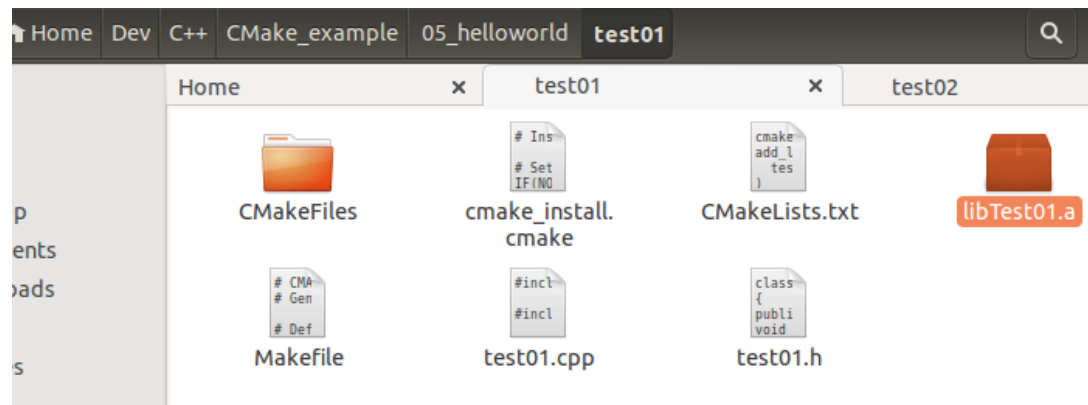 Home Dev C++ CMake_example 05_helloworld test01
Home test01 test02
p
ents
oads
s
# Ins
# Set
IF(NO
cmake_install.
cmake
cmake
add_l
tes
)
CMakeLists.txt
CMakeFiles
libTest01.a
# CMA
# Gen
# Def
Makefile
#incl
#incl
test01.cpp
class
{
publi
void
test01.h